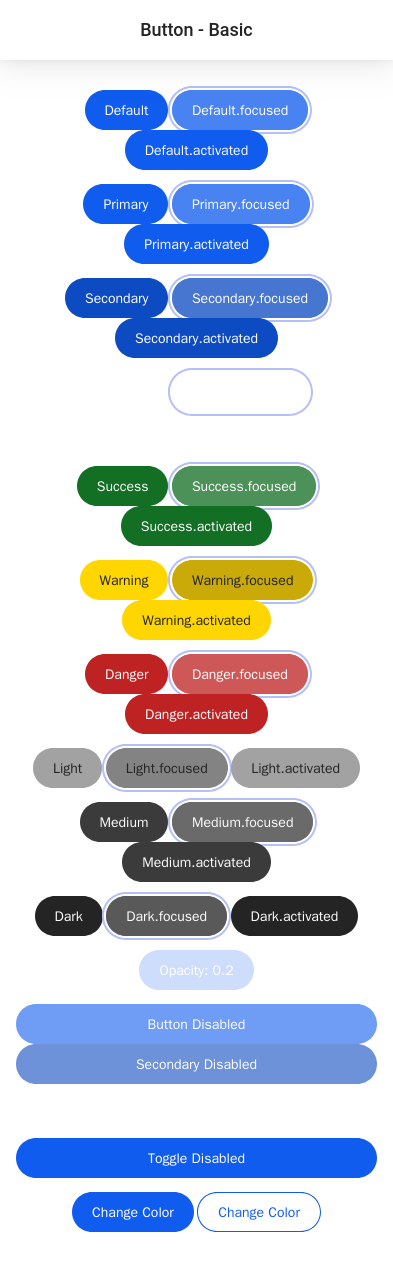 Button - Basic
Default Default.focused
Default.activated
Primary Primary.focused
Primary.activated
Secondary Secondary.focused
Secondary.activated
Success Success.focused
Success.activated
Warning Warning.focused
Warning.activated
Danger Danger.focused
Danger.activated
Light Light.focused Light.activated
Medium Medium.focused
Medium.activated
Dark Dark.focused Dark.activated
Opacity: 0.2
Button Disabled
Secondary Disabled
Toggle Disabled
Change Color Change Color